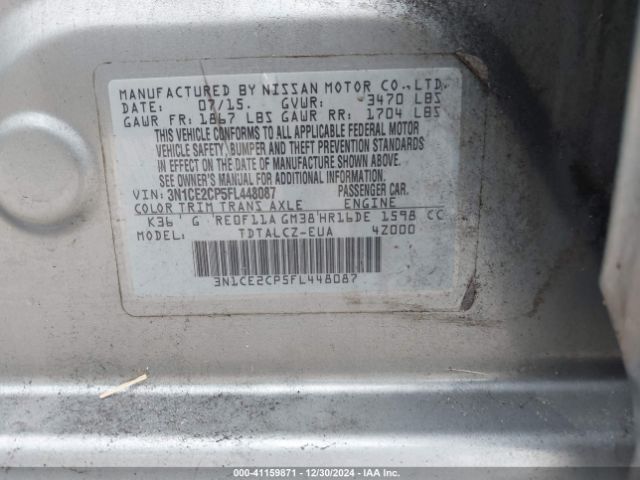 MANUFACTURED BY NISSAN MOTOR CO.,LTD.
DATE: 07/15. GVWR: 3470 LBS
GAWR FR: 1867 LBS GAWR RR: 1704 LBS
THIS VEHICLE CONFORMS TO ALL APPLICABLE FEDERAL MOTOR
VEHICLE SAFETY, BUMPER AND THEFT PREVENTION STANDARDS
IN EFFECT ON THE DATE OF MANUFACTURE SHOWN ABOVE.
SEE OWNER'S MANUAL FOR ADDITIONAL INFORMATION.
VIN: 3N1CE2CP5FL448087 PASSENGER CAR.
COLOR TRIM TRANS AXLE ENGINE
K36 G RE0F11A GM38 HR16DE 1598 CC
MODEL: TDTALCZ-EUA 4Z000
3N1CE2CP5FL448087
000-41159871 - 12/30/2024 - IAA Inc.